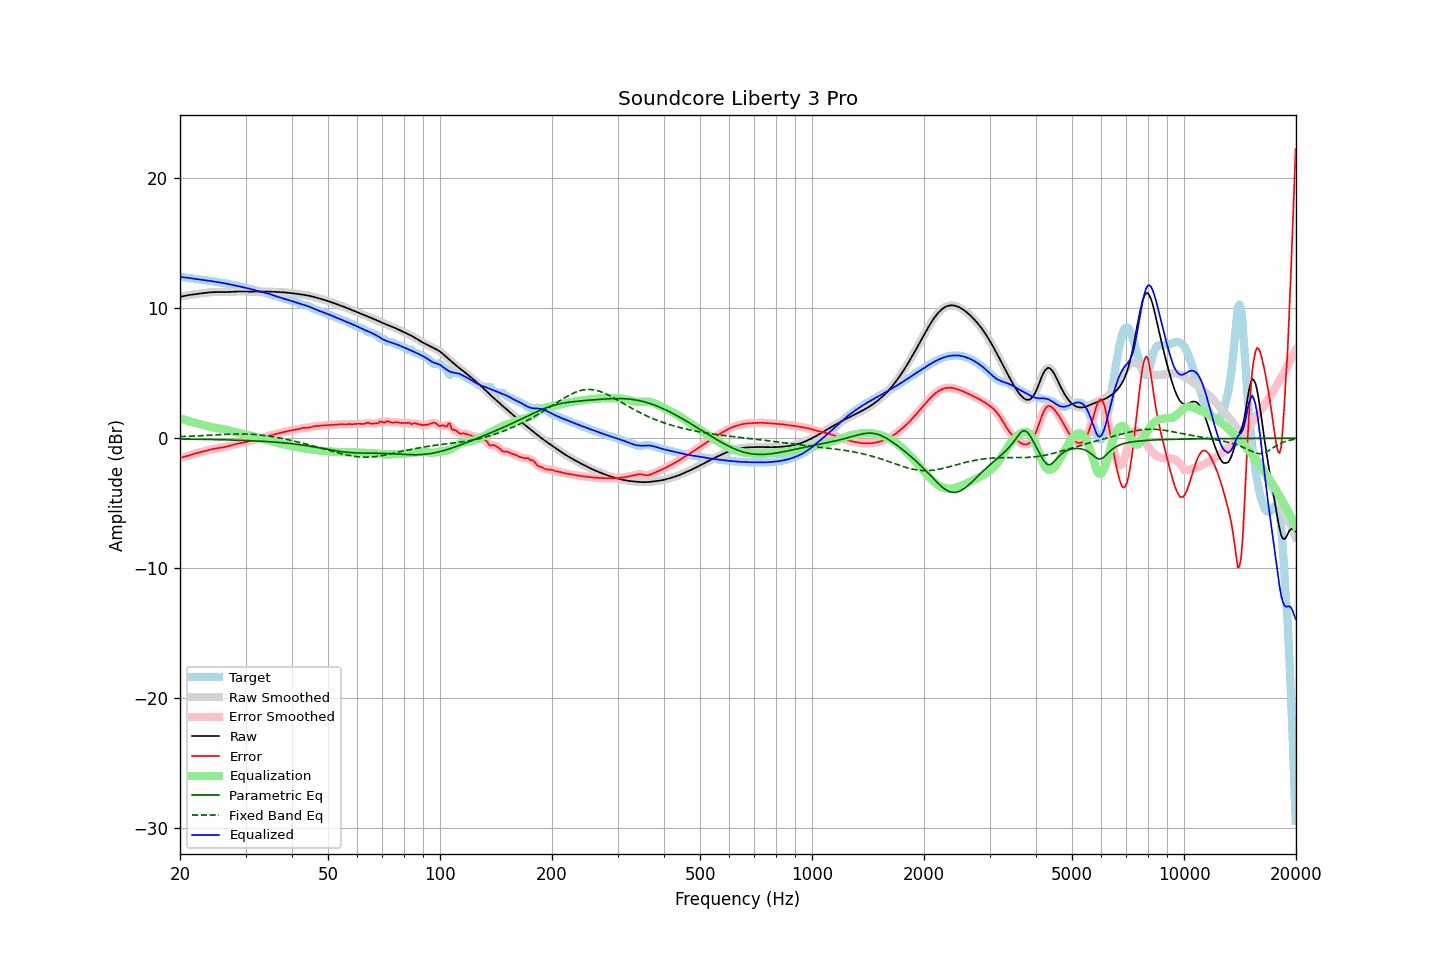 Soundcore Liberty 3 Pro
Amplitude (dBr)
20
10
0
−10
−20
−30
Target
Raw Smoothed
Error Smoothed
Raw
Error
Equalization
Parametric Eq
Fixed Band Eq
Equalized
20
50
100
200
500
1000
2000
5000
10000
20000
Frequency (Hz)